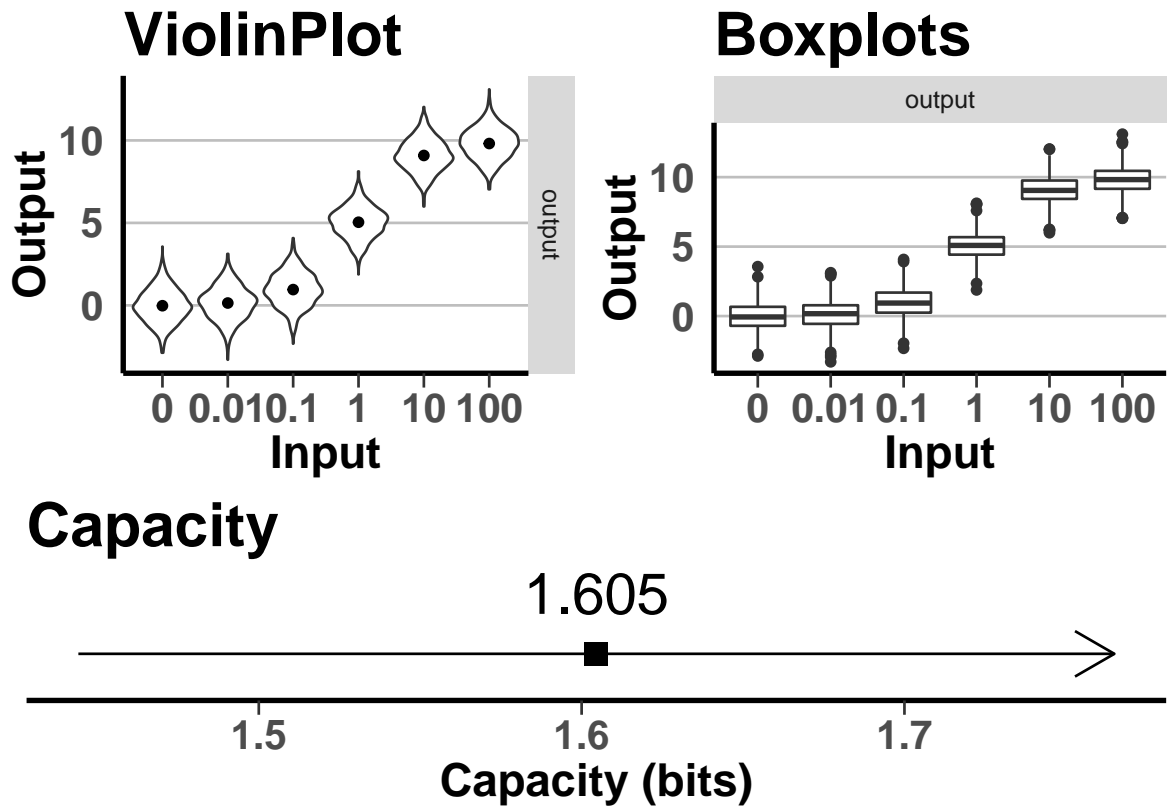 ViolinPlot
Output
10
5
0
output
0 0.01 0.1 1 10 100
Input
Boxplots
output
Output
10
5
0
0 0.01 0.1 1 10 100
Input
Capacity
1.605
1.5 1.6 1.7
Capacity (bits)